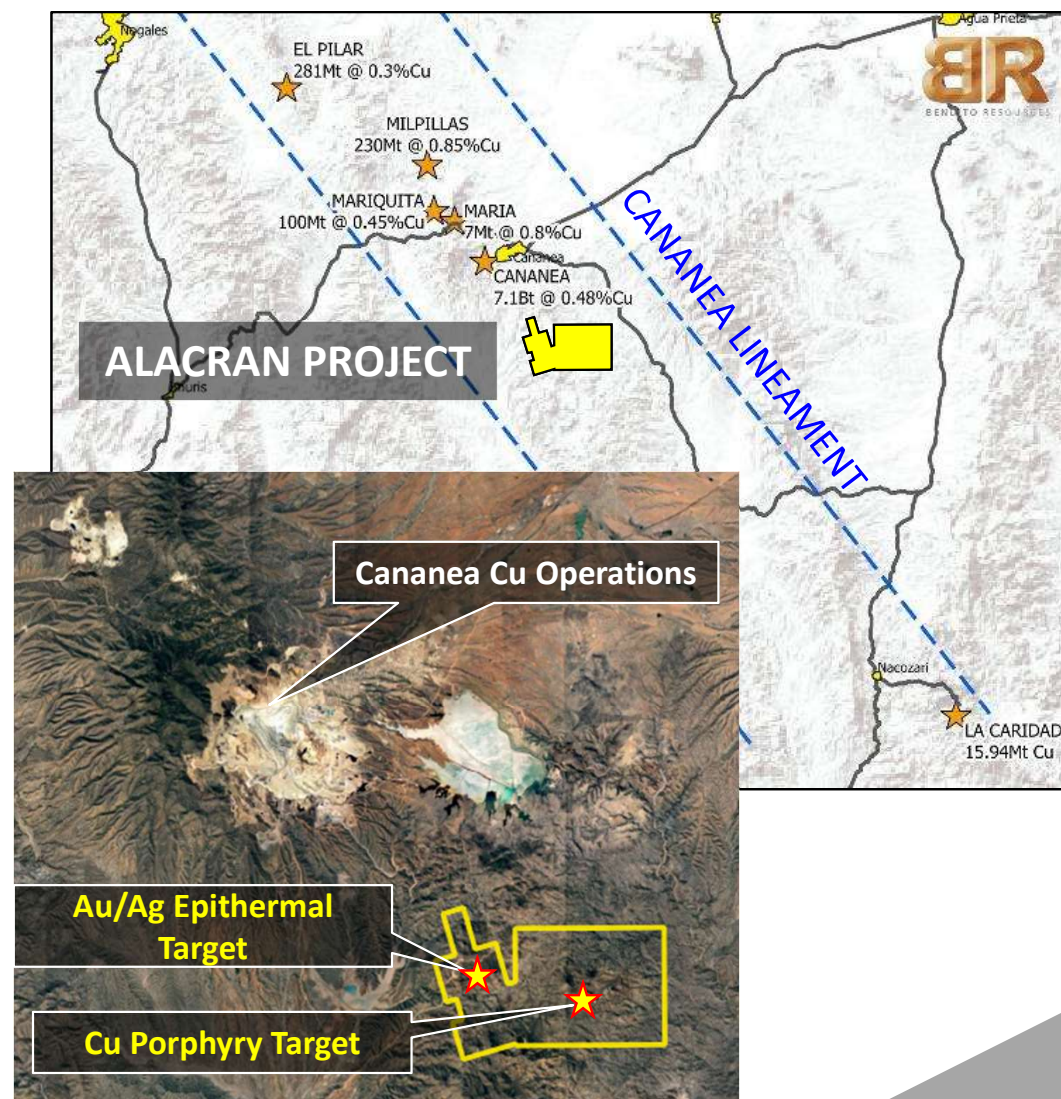 Nogales
Agua Prieta
BR
BENDITO RESOURCES
EL PILAR
281Mt @ 0.3%Cu
MILPILLAS
230Mt @ 0.85%Cu
MARIQUITA
100Mt @ 0.45%Cu
MARIA
7Mt @ 0.8%Cu
Cananea
CANANEA
7.1Bt @ 0.48%Cu
CANANEA LINEAMENT
ALACRAN PROJECT
Nacozari
LA CARIDAD
15.94Mt Cu
Cananea Cu Operations
Au/Ag Epithermal
Target
Cu Porphyry Target